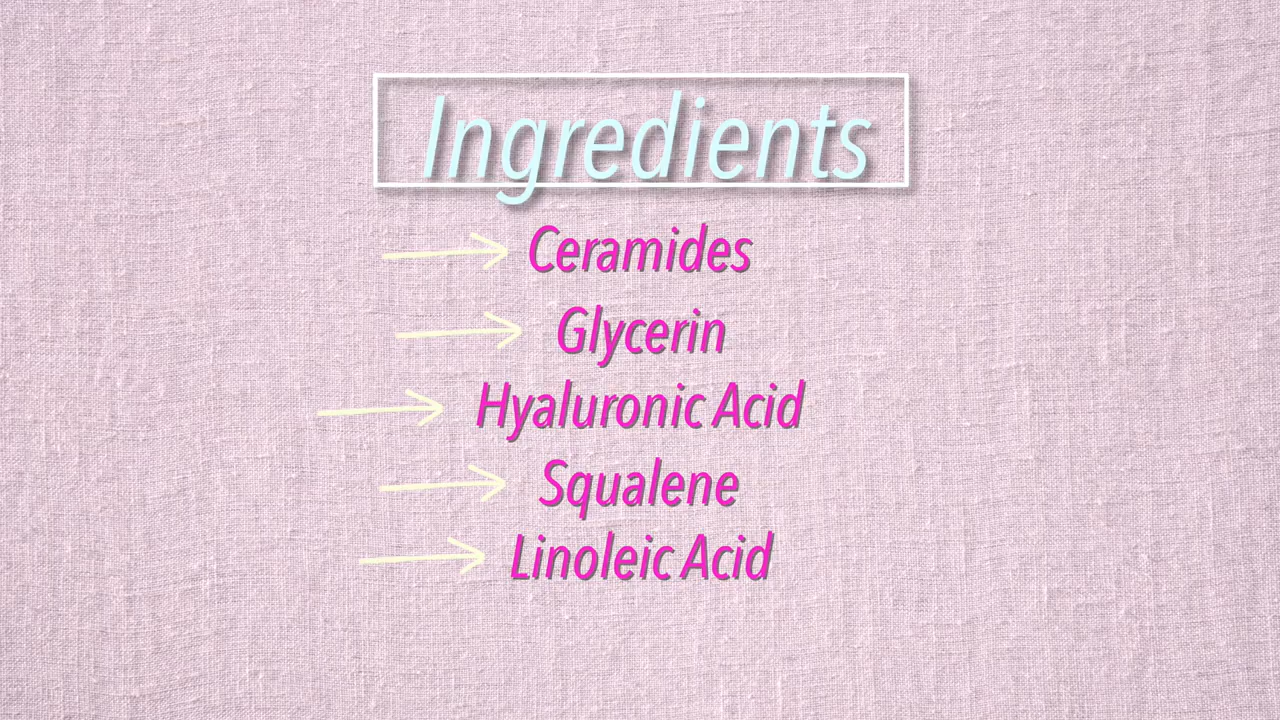 Ingredients
Ceramides
Glycerin
Hyaluronic Acid
Squalene
Linoleic Acid